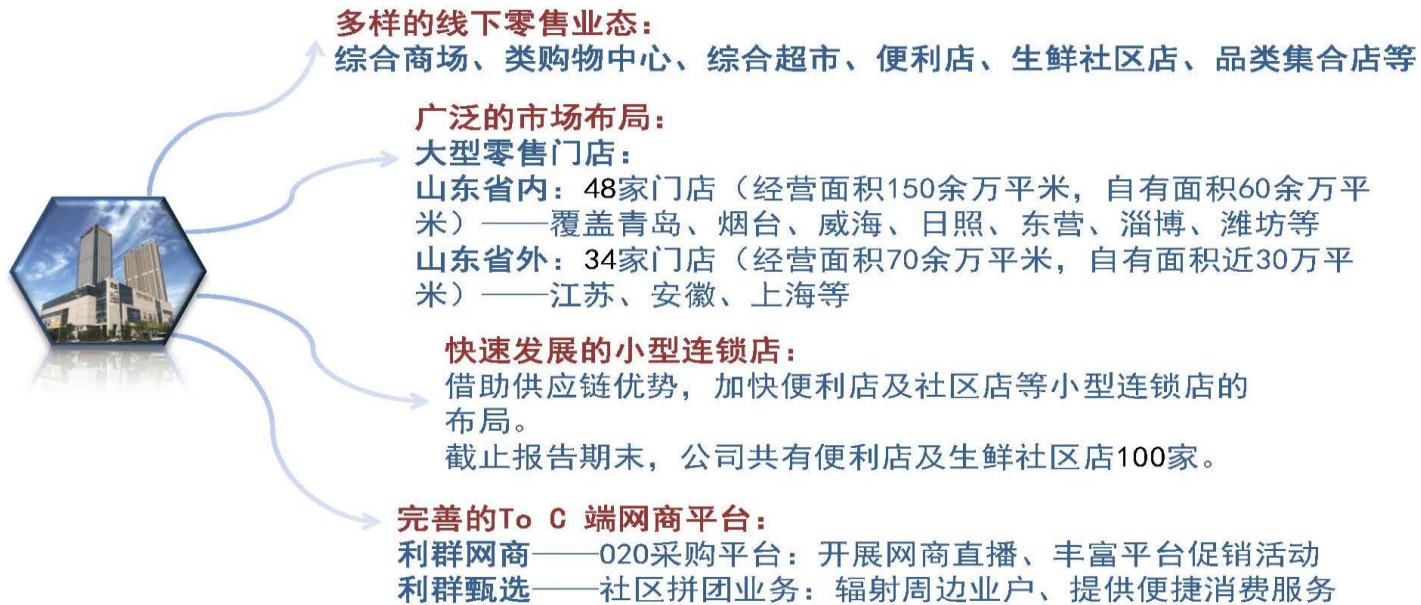 多样的线下零售业态：
综合商场、类购物中心、综合超市、便利店、生鲜社区店、品类集合店等
广泛的市场布局：
大型零售门店：
山东省内：48家门店（经营面积150余万平米，自有面积60余万平
米）——覆盖青岛、烟台、威海、日照、东营、淄博、潍坊等
山东省外：34家门店（经营面积70余万平米，自有面积近30万平
米）——江苏、安徽、上海等
快速发展的小型连锁店：
借助供应链优势，加快便利店及社区店等小型连锁店的
布局。
截止报告期末，公司共有便利店及生鲜社区店100家。
完善的To C 端网商平台：
利群网商——O2O采购平台：开展网商直播、丰富平台促销活动
利群甄选——社区拼团业务：辐射周边业户、提供便捷消费服务